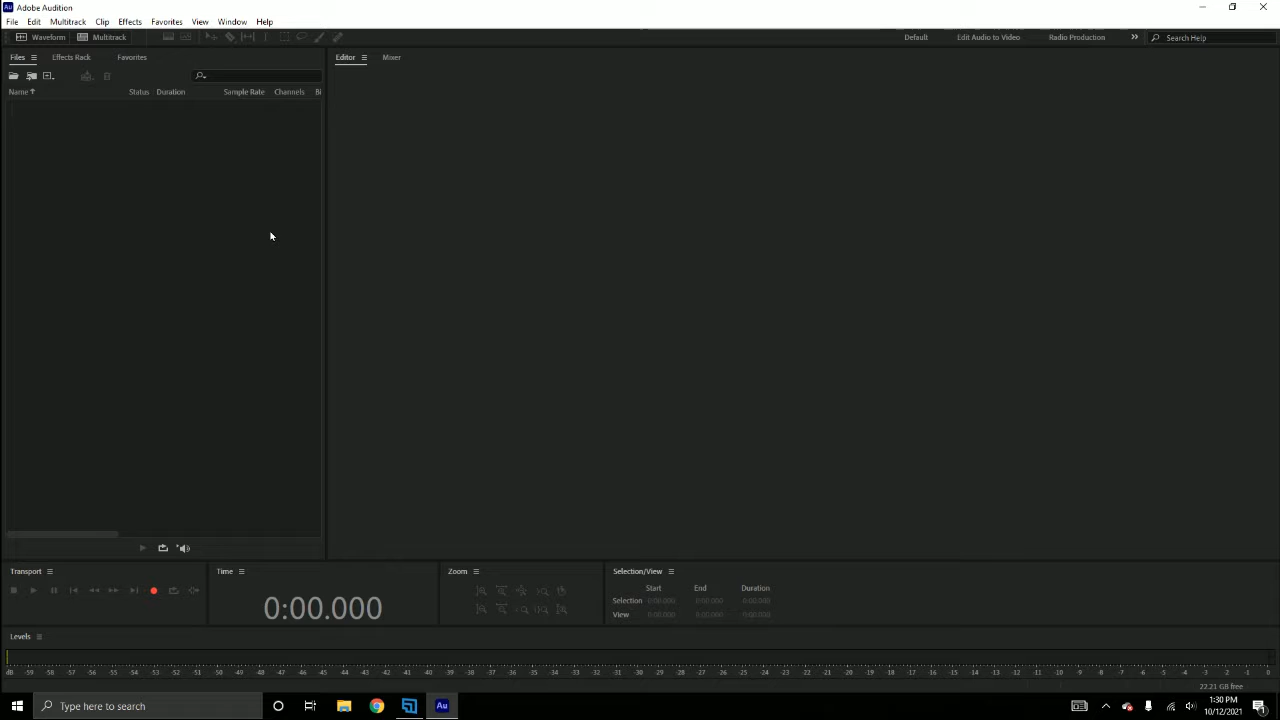 Au Adobe Audition
File Edit Multitrack Clip Effects Favorites View Window Help
Waveform Multitrack Default Edit Audio to Video Radio Production Search Help
Files Effects Rack Favorites Editor Mixer
Name Status Duration Sample Rate Channels Bi
Transport Time Zoom Selection/View
0:00.000
Start End Duration
Selection 0:00.000 0:00.000 0:00.000
View 0:00.000 0:00.000 0:00.000
Levels
dB -59 -58 -57 -56 -55 -54 -53 -52 -51 -50 -49 -48 -47 -46 -45 -44 -43 -42 -41 -40 -39 -38 -37 -36 -35 -34 -33 -32 -31 -30 -29 -28 -27 -26 -25 -24 -23 -22 -21 -20 -19 -18 -17 -16 -15 -14 -13 -12 -11 -10 -9 -8 -7 -6 -5 -4 -3 -2 -1 0
22.21 GB free
Type here to search Au 1:30 PM
10/12/2021 1